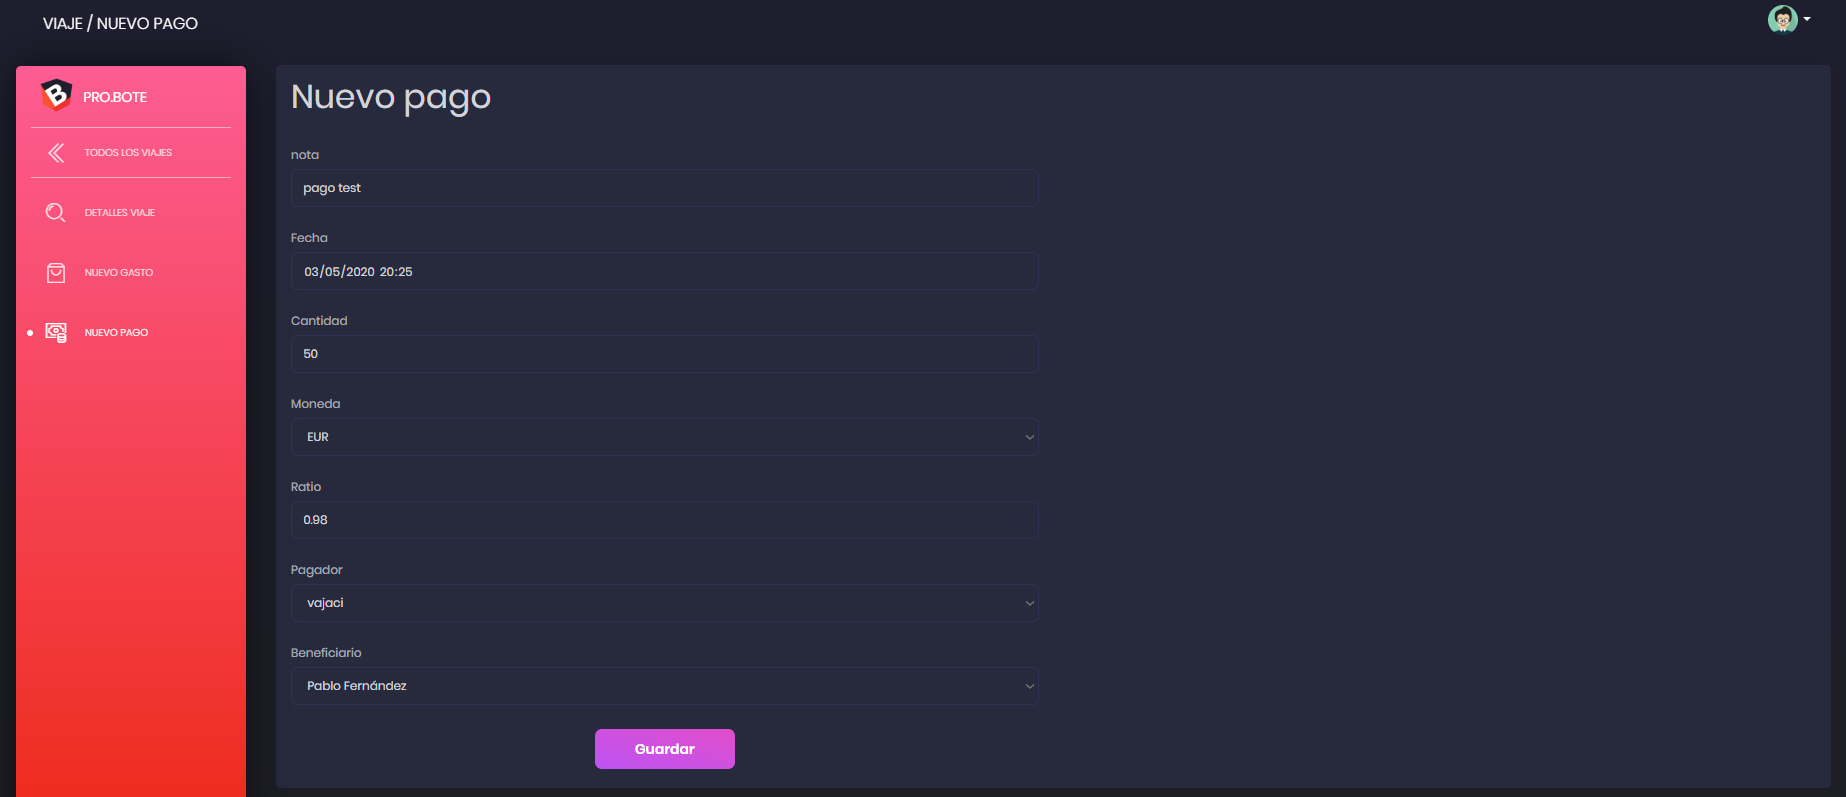 VIAJE / NUEVO PAGO
PRO.BOTE
TODOS LOS VIAJES
DETALLES VIAJE
NUEVO GASTO
NUEVO PAGO
Nuevo pago
nota
pago test
Fecha
03/05/2020 20:25
Cantidad
50
Moneda
EUR
Ratio
0.98
Pagador
vajaci
Beneficiario
Pablo Fernández
Guardar